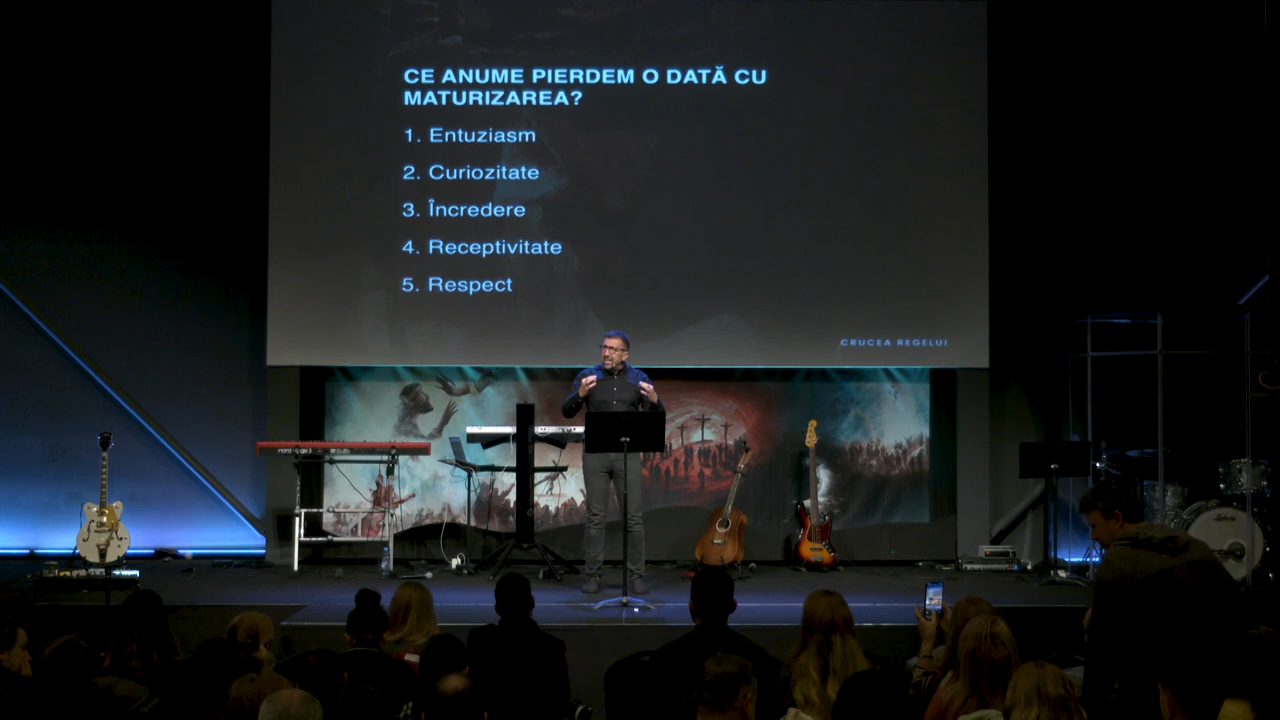 CE ANUME PIERDEM O DATĂ CU
MATURIZAREA?
1. Entuziasm
2. Curiozitate
3. Încredere
4. Receptivitate
5. Respect
CRUCEA REGELUI